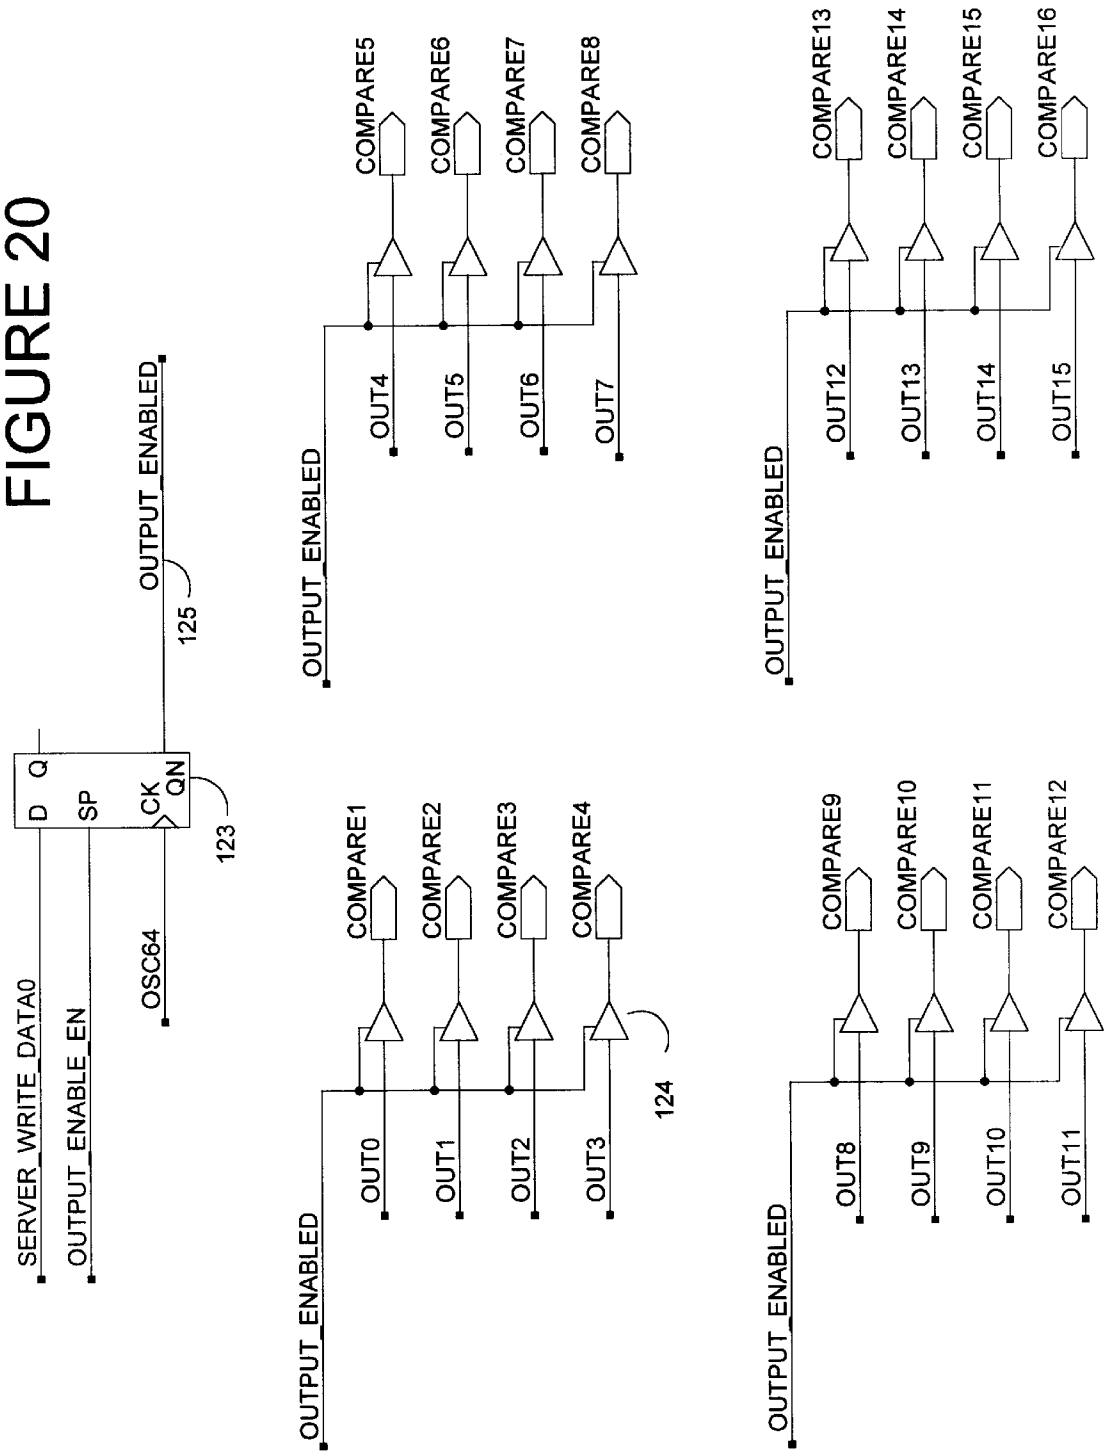 FIGURE 20
SERVER_WRITE_DATA0
OUTPUT_ENABLE_EN
OSC64
D Q
SP
CK
QN
123
OUTPUT_ENABLED
125
OUTPUT_ENABLED
OUT0
COMPARE1
OUT1
COMPARE2
OUT2
COMPARE3
OUT3
COMPARE4
124
OUTPUT_ENABLED
OUT4
COMPARE5
OUT5
COMPARE6
OUT6
COMPARE7
OUT7
COMPARE8
OUTPUT_ENABLED
OUT8
COMPARE9
OUT9
COMPARE10
OUT10
COMPARE11
OUT11
COMPARE12
OUTPUT_ENABLED
OUT12
COMPARE13
OUT13
COMPARE14
OUT14
COMPARE15
OUT15
COMPARE16